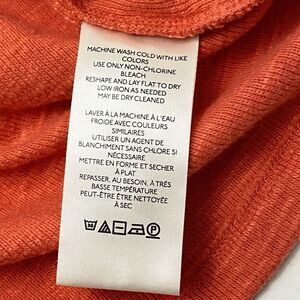 MACHINE WASH COLD WITH LIKE
COLORS
USE ONLY NON-CHLORINE
BLEACH
RESHAPE AND LAY FLAT TO DRY
LOW IRON AS NEEDED
MAY BE DRY CLEANED
LAVER À LA MACHINE À L'EAU
FROIDE AVEC COULEURS
SIMILAIRES
UTILISER UN AGENT DE
BLANCHIMENT SANS CHLORE SI
NÉCESSAIRE
METTRE EN FORME ET SÉCHER
À PLAT
REPASSER, AU BESOIN, À TRÈS
BASSE TEMPÉRATURE
PEUT-ÊTRE ÊTRE NETTOYÉE
À SEC
30
P